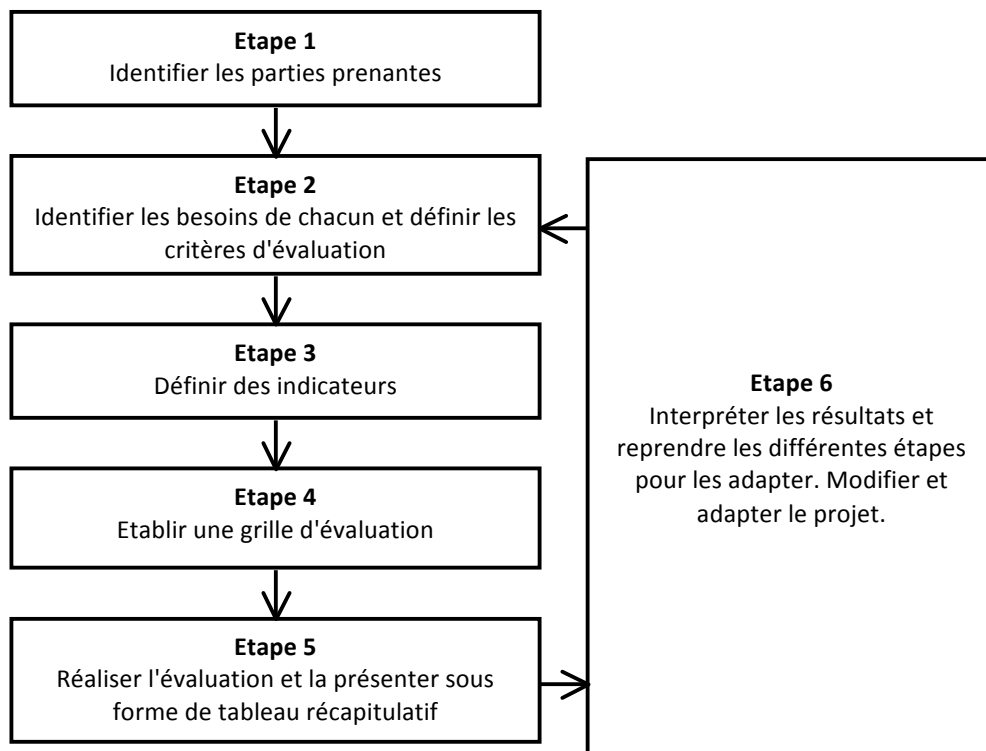 Etape 1
Identifier les parties prenantes
Etape 2
Identifier les besoins de chacun et définir les
critères d'évaluation
Etape 3
Définir des indicateurs
Etape 4
Etablir une grille d'évaluation
Etape 5
Réaliser l'évaluation et la présenter sous
forme de tableau récapitulatif
Etape 6
Interpréter les résultats et
reprendre les différentes étapes
pour les adapter. Modifier et
adapter le projet.